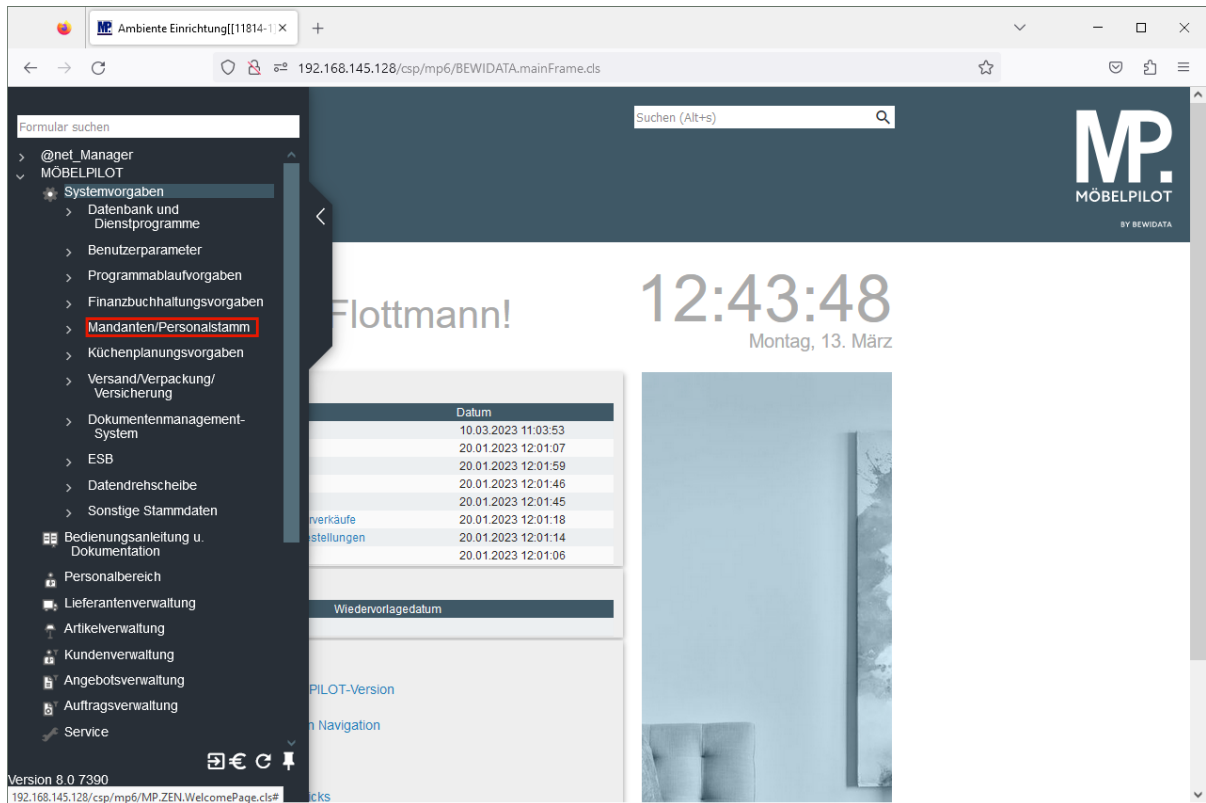 Ambiente Einrichtung[[11814-1]
192.168.145.128/csp/mp6/BEWIDATA.mainFrame.cls
Formular suchen
@net_Manager
MÖBELPILOT
Systemvorgaben
Datenbank und
Dienstprogramme
Benutzerparameter
Programmablaufvorgaben
Finanzbuchhaltungsvorgaben
Mandanten/Personalstamm
Küchenplanungsvorgaben
Versand/Verpackung/
Versicherung
Dokumentenmanagement-
System
ESB
Datendrehscheibe
Sonstige Stammdaten
Bedienungsanleitung u.
Dokumentation
Personalbereich
Lieferantenverwaltung
Artikelverwaltung
Kundenverwaltung
Angebotsverwaltung
Auftragsverwaltung
Service
Version 8.0 7390
192.168.145.128/csp/mp6/MP.ZEN.WelcomePage.cls#
Suchen (Alt+s)
MP.
MÖBELPILOT
BY BEWIDATA
Flottmann!
12:43:48
Montag, 13. März
Datum
10.03.2023 11:03:53
20.01.2023 12:01:07
20.01.2023 12:01:59
20.01.2023 12:01:46
20.01.2023 12:01:45
rverkäufe 20.01.2023 12:01:18
estellungen 20.01.2023 12:01:14
20.01.2023 12:01:06
Wiedervorlagedatum
PILOT-Version
n Navigation
icks